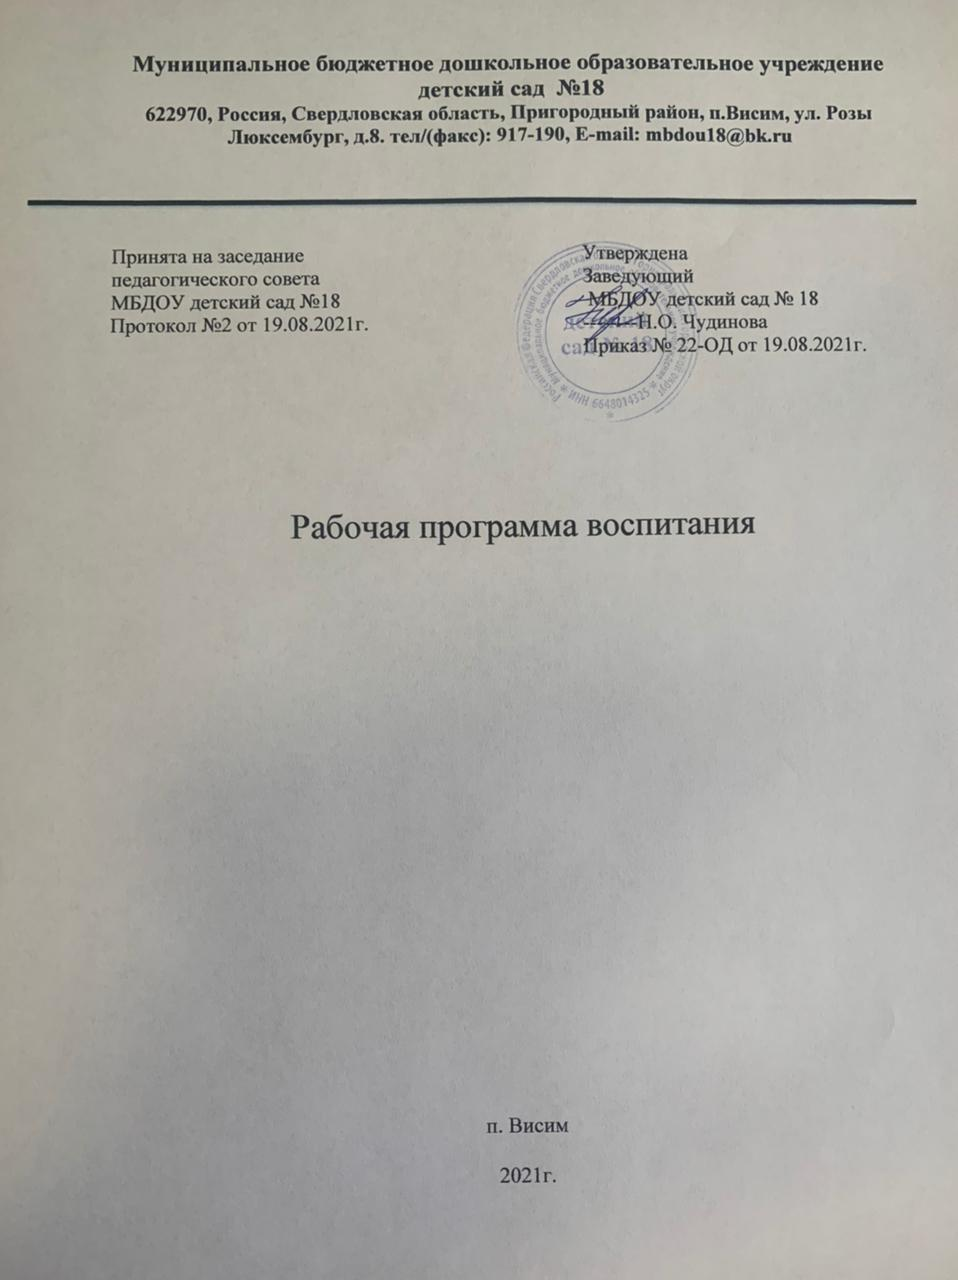 Муниципальное бюджетное дошкольное образовательное учреждение
детский сад №18
622970, Россия, Свердловская область, Пригородный район, п.Висим, ул. Розы
Люксембург, д.8. тел/(факс): 917-190, E-mail: mbdou18@bk.ru
Принята на заседание
педагогического совета
МБДОУ детский сад №18
Протокол №2 от 19.08.2021г.
Утверждена
Заведующий
МБДОУ детский сад № 18
Н.О. Чудинова
Приказ № 22-ОД от 19.08.2021г.
ИНН 6648014325
Рабочая программа воспитания
п. Висим
2021г.